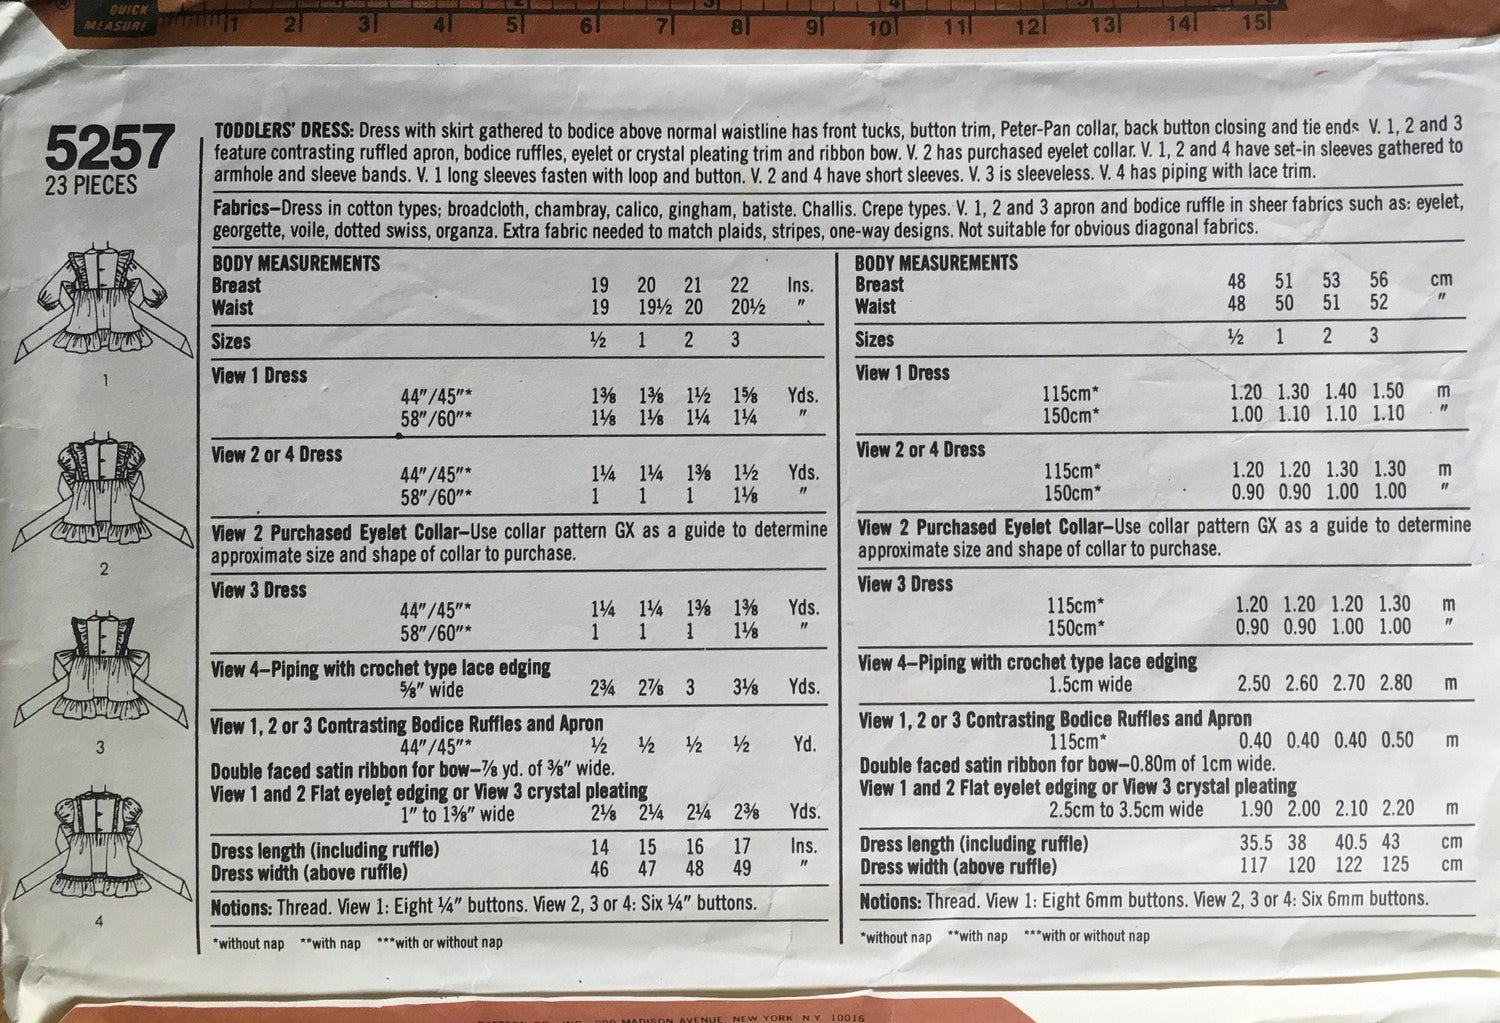 QUICK
MEASURE
1 2 3 4 5 6 7 8 9 10 11 12 13 14 15
5257
23 PIECES
TODDLERS' DRESS: Dress with skirt gathered to bodice above normal waistline has front tucks, button trim, Peter-Pan collar, back button closing and tie ends V. 1, 2 and 3
feature contrasting ruffled apron, bodice ruffles, eyelet or crystal pleating trim and ribbon bow. V. 2 has purchased eyelet collar. V. 1, 2 and 4 have set-in sleeves gathered to
armhole and sleeve bands. V. 1 long sleeves fasten with loop and button. V. 2 and 4 have short sleeves. V. 3 is sleeveless. V. 4 has piping with lace trim.
Fabrics—Dress in cotton types; broadcloth, chambray, calico, gingham, batiste. Challis. Crepe types. V. 1, 2 and 3 apron and bodice ruffle in sheer fabrics such as: eyelet,
georgette, voile, dotted swiss, organza. Extra fabric needed to match plaids, stripes, one-way designs. Not suitable for obvious diagonal fabrics.
1
2
3
4
BODY MEASUREMENTS
Breast 19 20 21 22 Ins.
Waist 19 19½ 20 20½ "
Sizes ½ 1 2 3
View 1 Dress
44"/45"* 1⅜ 1⅜ 1½ 1⅝ Yds.
58"/60"* 1⅛ 1⅛ 1¼ 1¼ "
View 2 or 4 Dress
44"/45"* 1¼ 1¼ 1⅜ 1½ Yds.
58"/60"* 1 1 1 1⅛ "
View 2 Purchased Eyelet Collar—Use collar pattern GX as a guide to determine
approximate size and shape of collar to purchase.
View 3 Dress
44"/45"* 1¼ 1¼ 1⅜ 1⅜ Yds.
58"/60"* 1 1 1 1⅛ "
View 4—Piping with crochet type lace edging
⅝" wide 2¾ 2⅞ 3 3⅛ Yds.
View 1, 2 or 3 Contrasting Bodice Ruffles and Apron
44"/45"* ½ ½ ½ ½ Yd.
Double faced satin ribbon for bow—⅞ yd. of ⅜" wide.
View 1 and 2 Flat eyelet edging or View 3 crystal pleating
1" to 1⅜" wide 2⅛ 2¼ 2¼ 2⅜ Yds.
Dress length (including ruffle) 14 15 16 17 Ins.
Dress width (above ruffle) 46 47 48 49 "
Notions: Thread. View 1: Eight ¼" buttons. View 2, 3 or 4: Six ¼" buttons.
*without nap **with nap ***with or without nap
BODY MEASUREMENTS
Breast 48 51 53 56 cm
Waist 48 50 51 52 "
Sizes ½ 1 2 3
View 1 Dress
115cm* 1.20 1.30 1.40 1.50 m
150cm* 1.00 1.10 1.10 1.10 "
View 2 or 4 Dress
115cm* 1.20 1.20 1.30 1.30 m
150cm* 0.90 0.90 1.00 1.00 "
View 2 Purchased Eyelet Collar—Use collar pattern GX as a guide to determine
approximate size and shape of collar to purchase.
View 3 Dress
115cm* 1.20 1.20 1.20 1.30 m
150cm* 0.90 0.90 1.00 1.00 "
View 4—Piping with crochet type lace edging
1.5cm wide 2.50 2.60 2.70 2.80 m
View 1, 2 or 3 Contrasting Bodice Ruffles and Apron
115cm* 0.40 0.40 0.40 0.50 m
Double faced satin ribbon for bow—0.80m of 1cm wide.
View 1 and 2 Flat eyelet edging or View 3 crystal pleating
2.5cm to 3.5cm wide 1.90 2.00 2.10 2.20 m
Dress length (including ruffle) 35.5 38 40.5 43 cm
Dress width (above ruffle) 117 120 122 125 cm
Notions: Thread. View 1: Eight 6mm buttons. View 2, 3 or 4: Six 6mm buttons.
*without nap **with nap ***with or without nap
MADISON AVENUE, NEW YORK N.Y. 10016